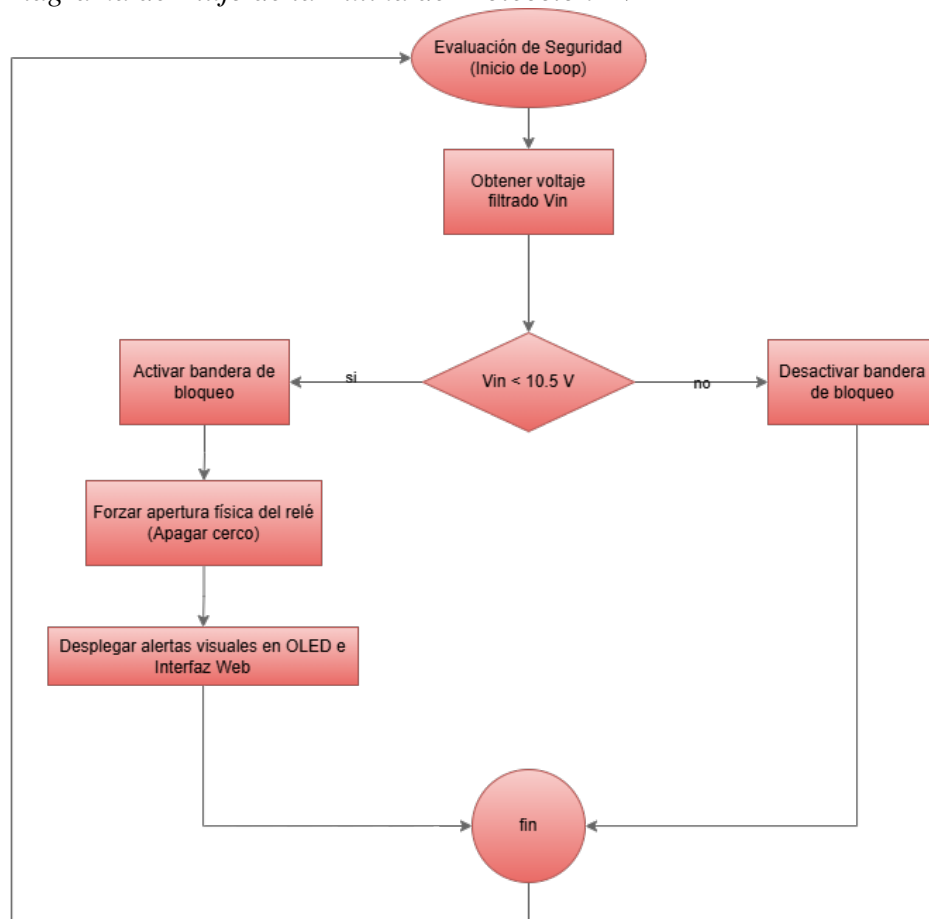 Evaluación de Seguridad
(Inicio de Loop)
Obtener voltaje
filtrado Vin
Activar bandera de
bloqueo
si
Vin < 10.5 V
no
Desactivar bandera
de bloqueo
Forzar apertura física del relé
(Apagar cerco)
Desplegar alertas visuales en OLED e
Interfaz Web
fin